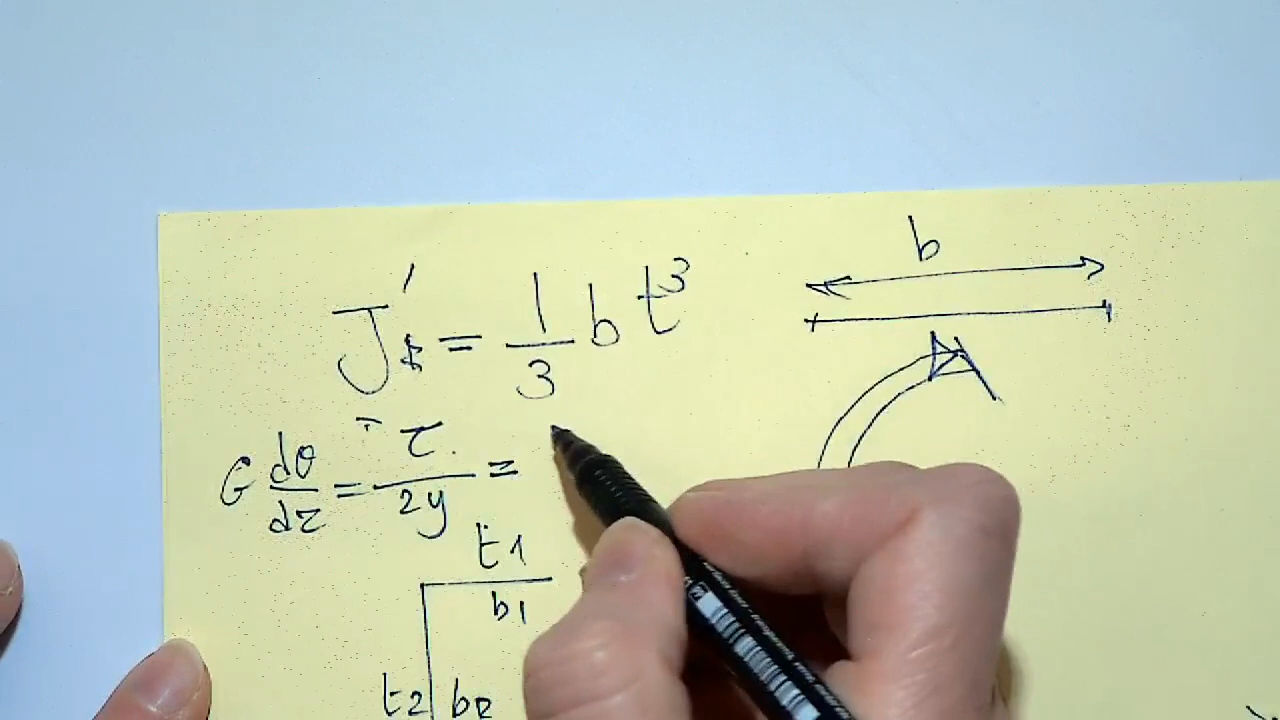 b
J'ₜ = 1/3 b t³
G dθ/dz = τ/2y =
t1
b1
t2 b2